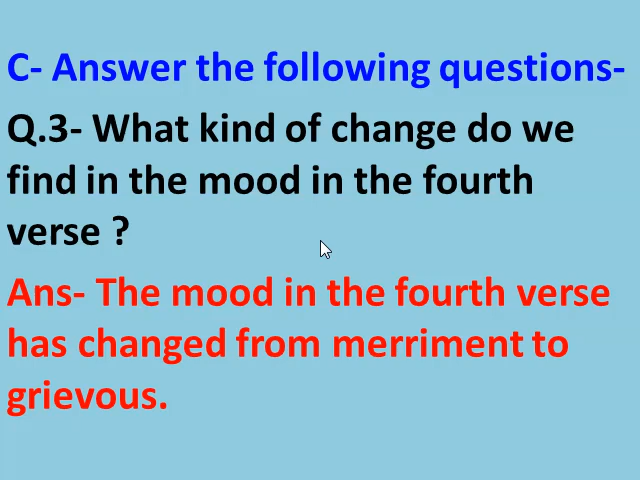 C- Answer the following questions-
Q.3- What kind of change do we
find in the mood in the fourth
verse ?
Ans- The mood in the fourth verse
has changed from merriment to
grievous.